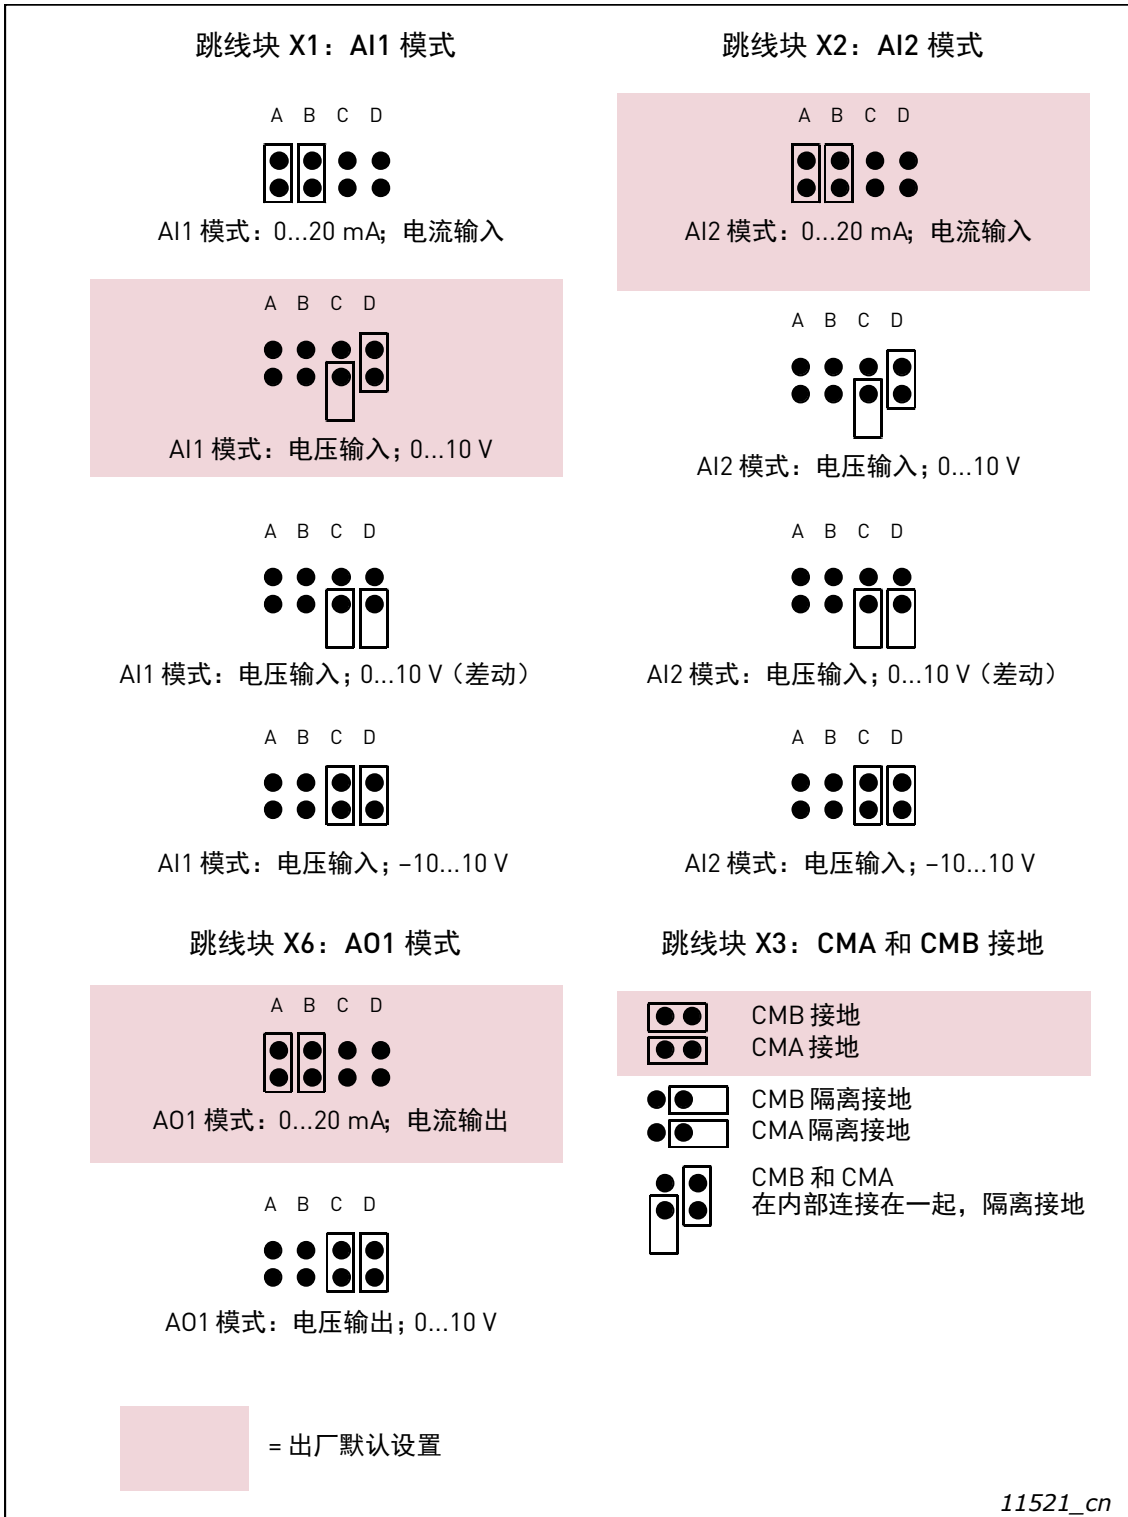 跳线块 X1：AI1 模式
A B C D
AI1 模式：0...20 mA；电流输入
A B C D
AI1 模式：电压输入；0...10 V
A B C D
AI1 模式：电压输入；0...10 V（差动）
A B C D
AI1 模式：电压输入；–10...10 V
跳线块 X2：AI2 模式
A B C D
AI2 模式：0...20 mA；电流输入
A B C D
AI2 模式：电压输入；0...10 V
A B C D
AI2 模式：电压输入；0...10 V（差动）
A B C D
AI2 模式：电压输入；–10...10 V
跳线块 X6：AO1 模式
A B C D
AO1 模式：0...20 mA；电流输出
A B C D
AO1 模式：电压输出；0...10 V
跳线块 X3：CMA 和 CMB 接地
CMB 接地
CMA 接地
CMB 隔离接地
CMA 隔离接地
CMB 和 CMA
在内部连接在一起，隔离接地
= 出厂默认设置
11521_cn